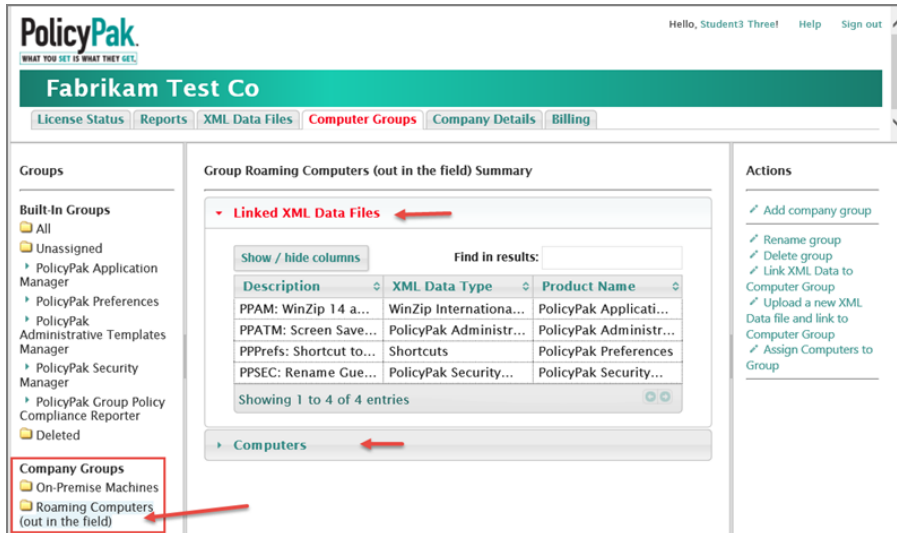 PolicyPak.
WHAT YOU SET IS WHAT THEY GET.
Hello, Student3 Three! Help Sign out
Fabrikam Test Co
License Status Reports XML Data Files Computer Groups Company Details Billing
Groups
Built-In Groups
All
Unassigned
PolicyPak Application
Manager
PolicyPak Preferences
PolicyPak
Administrative Templates
Manager
PolicyPak Security
Manager
PolicyPak Group Policy
Compliance Reporter
Deleted
Company Groups
On-Premise Machines
Roaming Computers
(out in the field)
Group Roaming Computers (out in the field) Summary
Linked XML Data Files
Show / hide columns Find in results:
Description XML Data Type Product Name
PPAM: WinZip 14 a... WinZip Internationa... PolicyPak Applicati...
PPATM: Screen Save... PolicyPak Administr... PolicyPak Administr...
PPPrefs: Shortcut to... Shortcuts PolicyPak Preferences
PPSEC: Rename Gue... PolicyPak Security... PolicyPak Security...
Showing 1 to 4 of 4 entries
Computers
Actions
Add company group
Rename group
Delete group
Link XML Data to
Computer Group
Upload a new XML
Data file and link to
Computer Group
Assign Computers to
Group